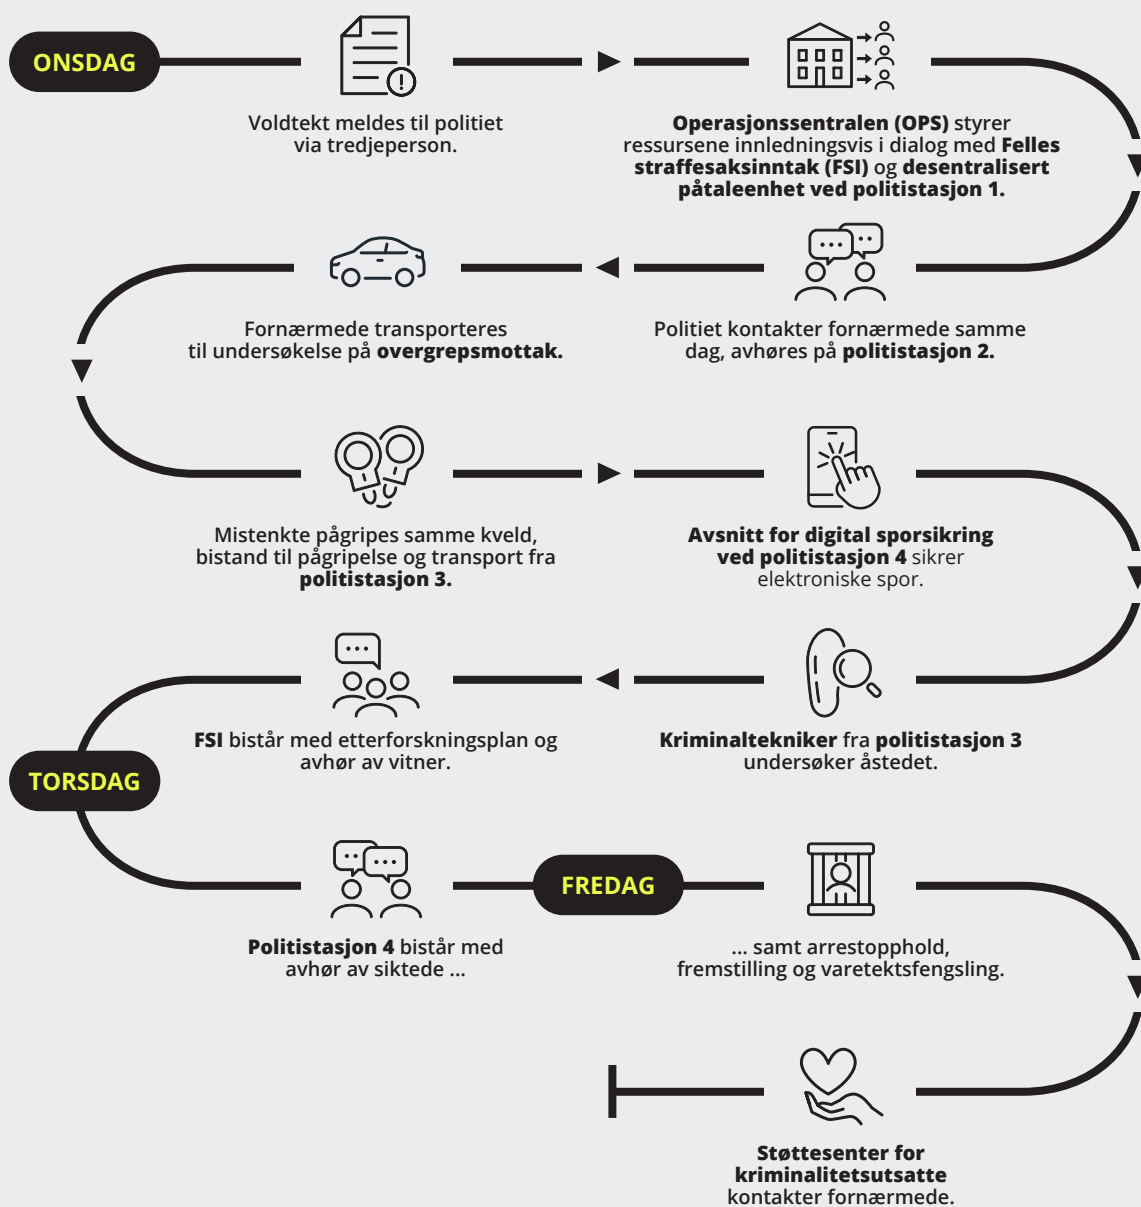 ONSDAG
Voldtekt meldes til politiet
via tredjeperson.
Operasjonssentralen (OPS) styrer
ressursene innledningsvis i dialog med Felles
straffesaksinntak (FSI) og desentralisert
påtaleenhet ved politistasjon 1.
Politiet kontakter fornærmede samme
dag, avhøres på politistasjon 2.
Fornærmede transporteres
til undersøkelse på overgrepsmottak.
Mistenkte pågripes samme kveld,
bistand til pågripelse og transport fra
politistasjon 3.
Avsnitt for digital sporsikring
ved politistasjon 4 sikrer
elektroniske spor.
Kriminaltekniker fra politistasjon 3
undersøker åstedet.
FSI bistår med etterforskningsplan og
avhør av vitner.
TORSDAG
Politistasjon 4 bistår med
avhør av siktede ...
FREDAG
... samt arrestopphold,
fremstilling og varetektsfengsling.
Støttesenter for
kriminalitetsutsatte
kontakter fornærmede.